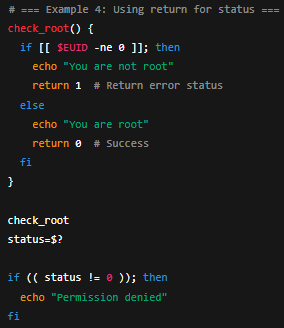 # === Example 4: Using return for status ===
check_root() {
  if [[ $EUID -ne 0 ]]; then
    echo "You are not root"
    return 1  # Return error status
  else
    echo "You are root"
    return 0  # Success
  fi
}

check_root
status=$?

if (( status != 0 )); then
  echo "Permission denied"
fi